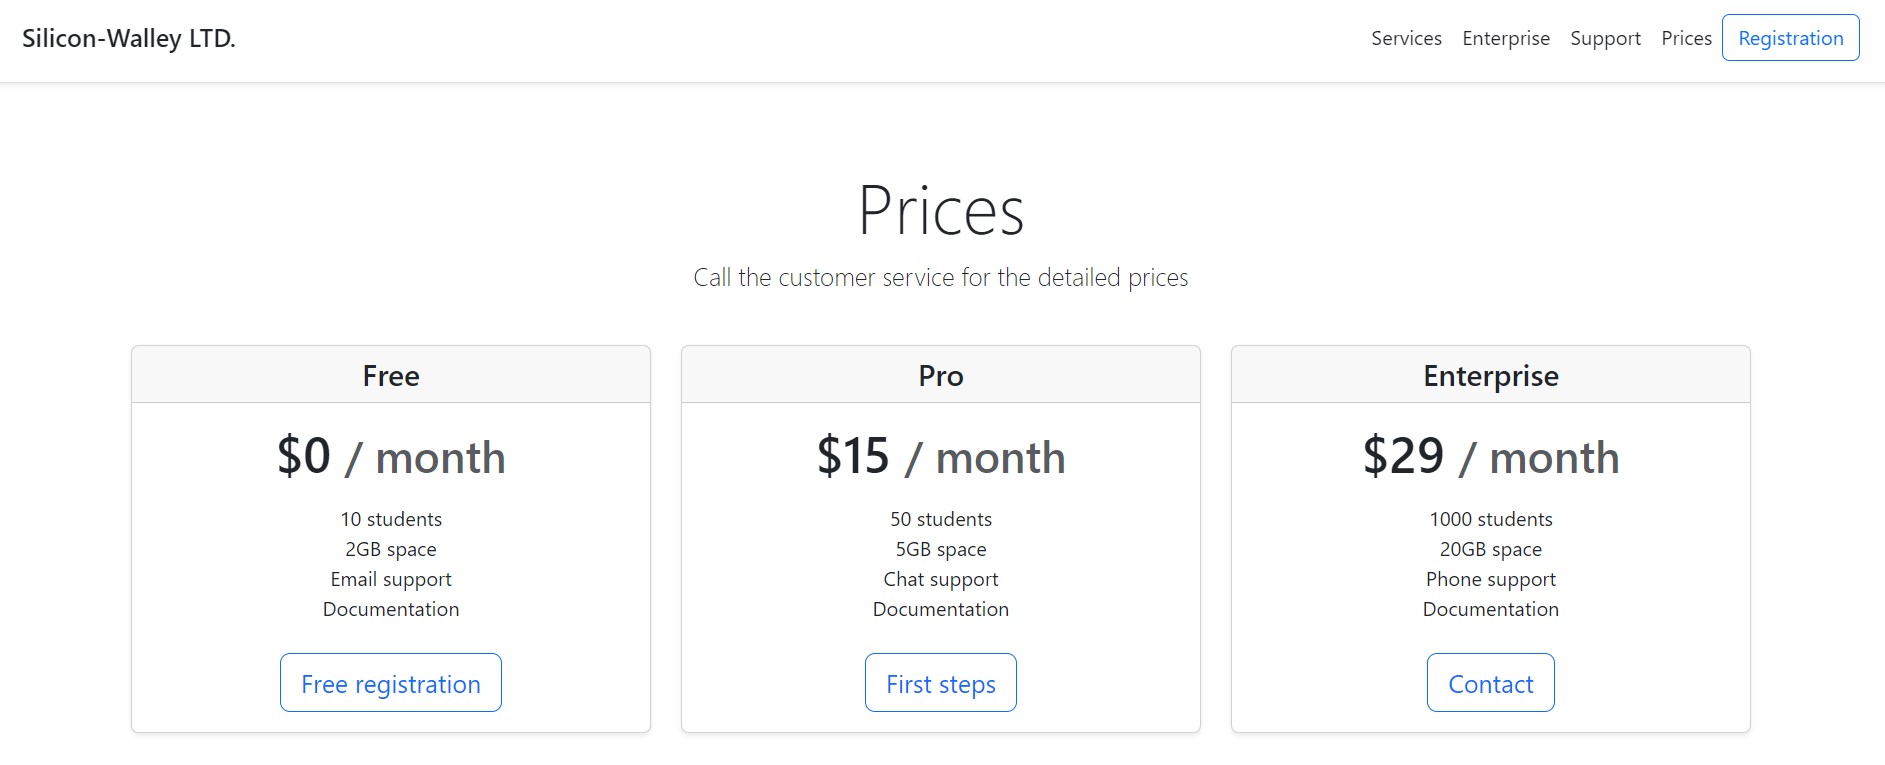 Silicon-Walley LTD.
Services Enterprise Support Prices Registration
Prices
Call the customer service for the detailed prices
Free
$0 / month
10 students
2GB space
Email support
Documentation
Free registration
Pro
$15 / month
50 students
5GB space
Chat support
Documentation
First steps
Enterprise
$29 / month
1000 students
20GB space
Phone support
Documentation
Contact